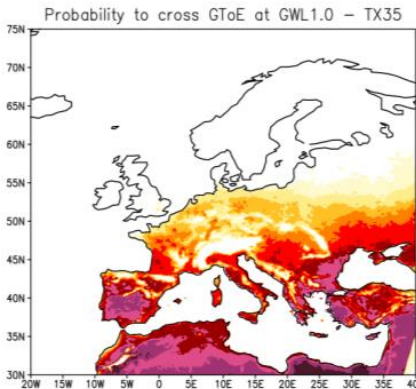 Probability to cross GToE at GWL1.0 – TX35
75N
70N
65N
60N
55N
50N
45N
40N
35N
30N
20W 15W 10W 5W 0 5E 10E 15E 20E 25E 30E 35E